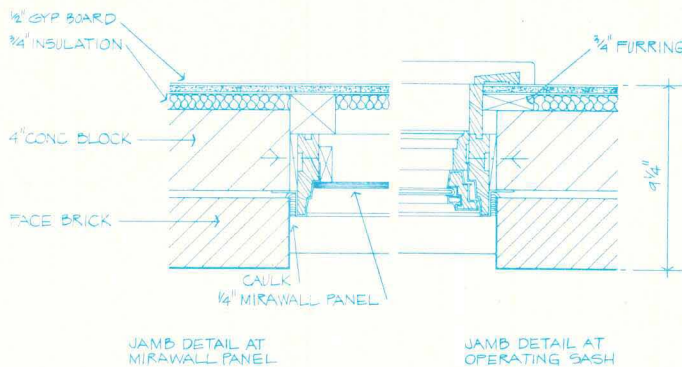 1/2" GYP BOARD
3/4" INSULATION
3/4" FURRING
4" CONC BLOCK
9 1/4"
FACE BRICK
CAULK
1/4" MIRAWALL PANEL
JAMB DETAIL AT
MIRAWALL PANEL
JAMB DETAIL AT
OPERATING SASH